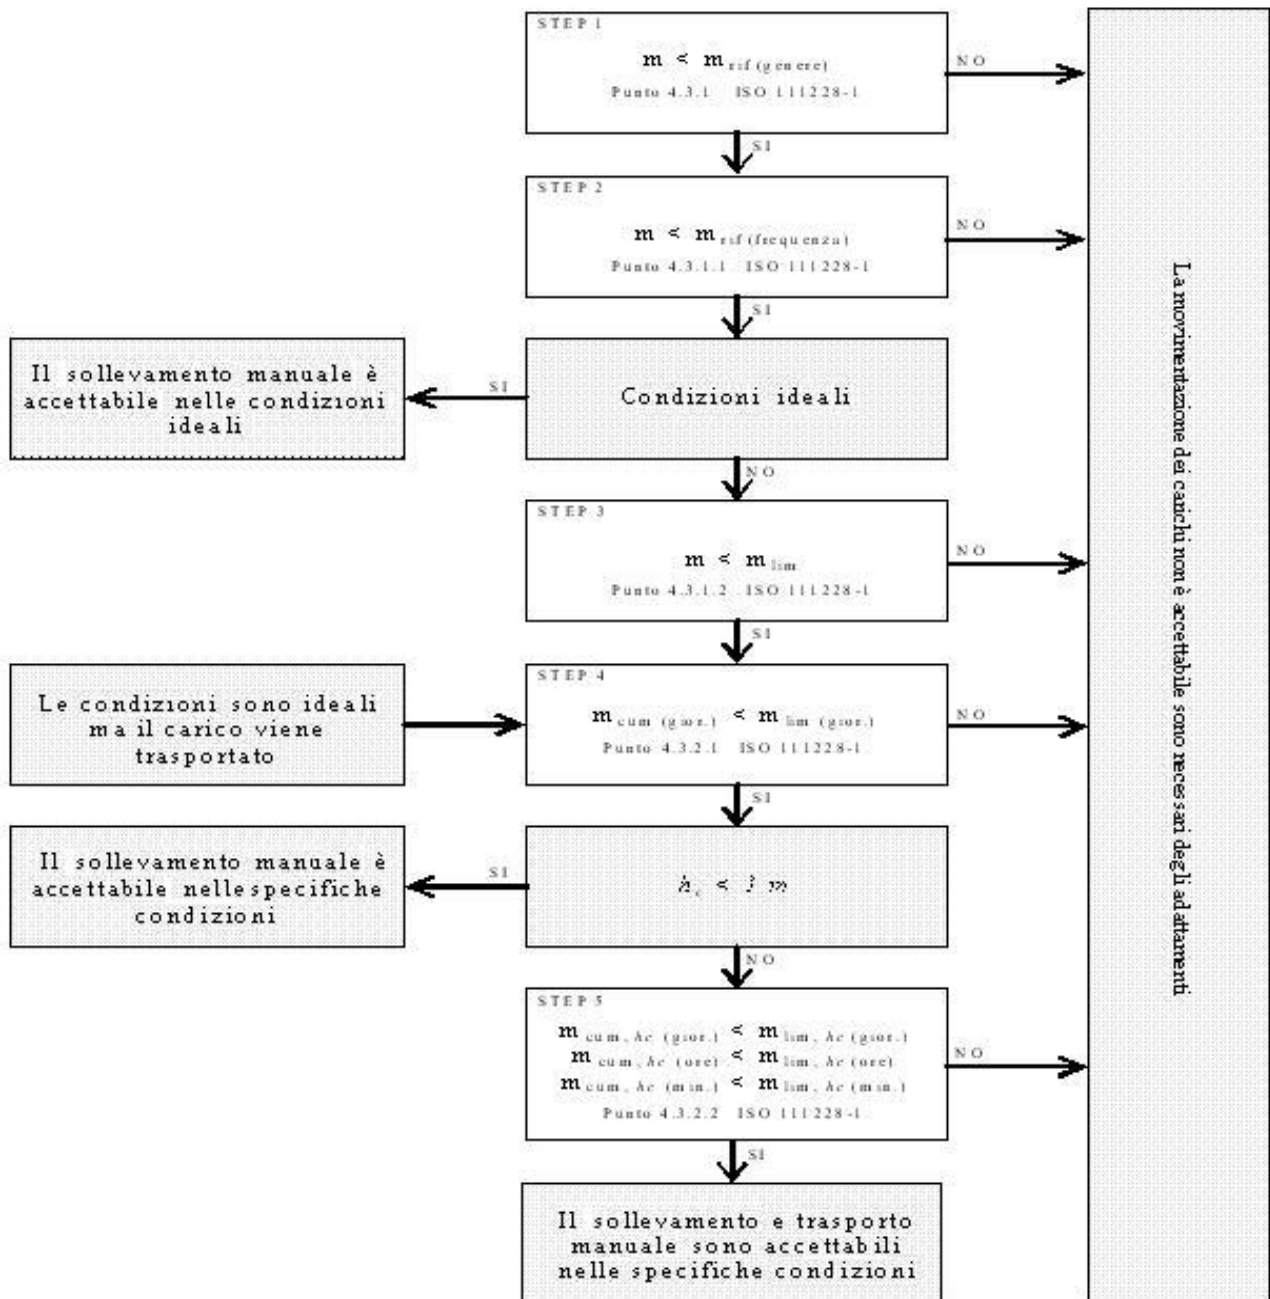 STEP 1
m < m rif (genere)
Punto 4.3.1 ISO 111228-1
NO
SI
STEP 2
m < m rif (frequenza)
Punto 4.3.1.1 ISO 111228-1
NO
SI
Il sollevamento manuale è
accettabile nelle condizioni
ideali
SI
Condizioni ideali
NO
STEP 3
m < m lim
Punto 4.3.1.2 ISO 111228-1
NO
SI
Le condizioni sono ideali
ma il carico viene
trasportato
STEP 4
m cum (gior.) < m lim (gior.)
Punto 4.3.2.1 ISO 111228-1
NO
SI
Il sollevamento manuale è
accettabile nelle specifiche
condizioni
SI
h c < 1 m
NO
STEP 5
m cum, hc (gior.) < m lim, hc (gior.)
m cum, hc (ore) < m lim, hc (ore)
m cum, hc (min.) < m lim, hc (min.)
Punto 4.3.2.2 ISO 111228-1
NO
SI
Il sollevamento e trasporto
manuale sono accettabili
nelle specifiche condizioni
La movimentazione dei carichi non è accettabile sono necessari degli adattamenti